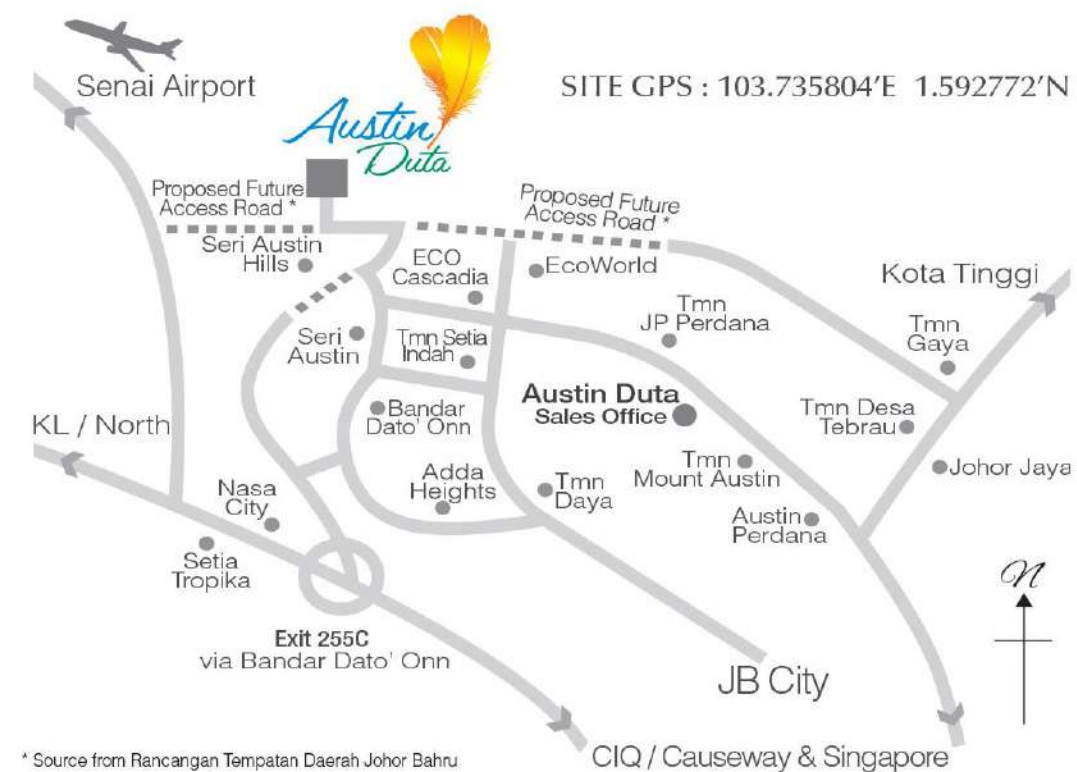 Senai Airport
Austin
Duta
SITE GPS : 103.735804'E 1.592772'N
Proposed Future
Access Road *
Proposed Future
Access Road *
Seri Austin
Hills
ECO
Cascadia
EcoWorld
Kota Tinggi
Tmn
JP Perdana
Tmn
Gaya
Seri
Austin
Tmn Setia
Indah
Austin Duta
Sales Office
Bandar
Dato' Onn
Tmn Desa
Tebrau
KL / North
Tmn
Mount Austin
Johor Jaya
Adda
Heights
Tmn
Daya
Nasa
City
Austin
Perdana
Setia
Tropika
N
Exit 255C
via Bandar Dato' Onn
JB City
CIQ / Causeway & Singapore
* Source from Rancangan Tempatan Daerah Johor Bahru